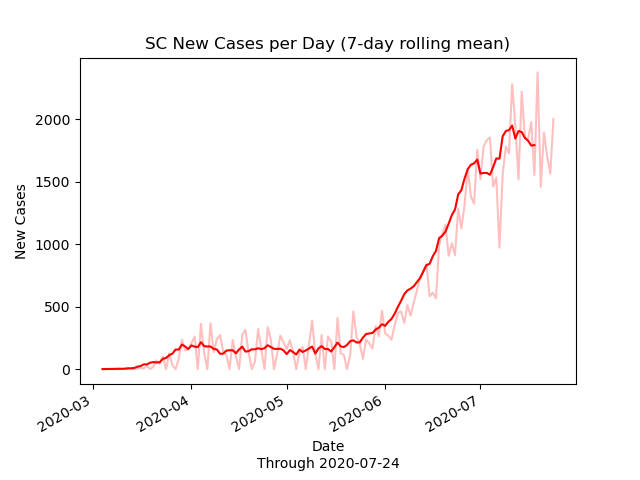 SC New Cases per Day (7-day rolling mean)
New Cases
2000
1500
1000
500
0
2020-03
2020-04
2020-05
2020-06
2020-07
Date
Through 2020-07-24